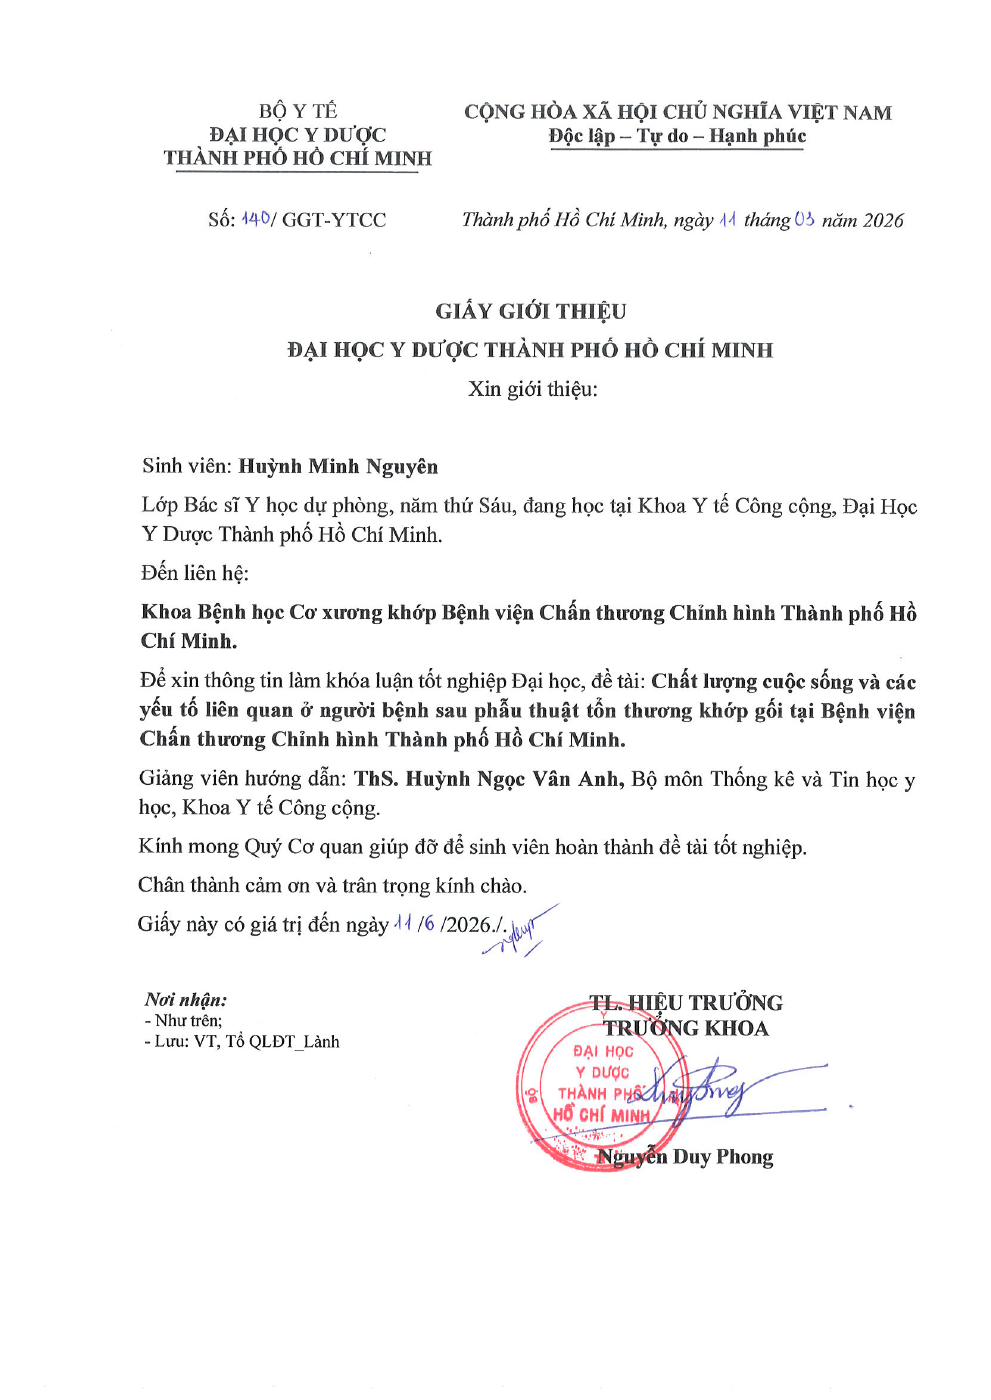 BỘ Y TẾ
ĐẠI HỌC Y DƯỢC
THÀNH PHỐ HỒ CHÍ MINH
CỘNG HÒA XÃ HỘI CHỦ NGHĨA VIỆT NAM
Độc lập – Tự do – Hạnh phúc
Số: 140/ GGT-YTCC
Thành phố Hồ Chí Minh, ngày 11 tháng 03 năm 2026
GIẤY GIỚI THIỆU
ĐẠI HỌC Y DƯỢC THÀNH PHỐ HỒ CHÍ MINH
Xin giới thiệu:
Sinh viên: Huỳnh Minh Nguyên
Lớp Bác sĩ Y học dự phòng, năm thứ Sáu, đang học tại Khoa Y tế Công cộng, Đại Học
Y Dược Thành phố Hồ Chí Minh.
Đến liên hệ:
Khoa Bệnh học Cơ xương khớp Bệnh viện Chấn thương Chỉnh hình Thành phố Hồ
Chí Minh.
Để xin thông tin làm khóa luận tốt nghiệp Đại học, đề tài: Chất lượng cuộc sống và các
yếu tố liên quan ở người bệnh sau phẫu thuật tổn thương khớp gối tại Bệnh viện
Chấn thương Chỉnh hình Thành phố Hồ Chí Minh.
Giảng viên hướng dẫn: ThS. Huỳnh Ngọc Vân Anh, Bộ môn Thống kê và Tin học y
học, Khoa Y tế Công cộng.
Kính mong Quý Cơ quan giúp đỡ để sinh viên hoàn thành đề tài tốt nghiệp.
Chân thành cảm ơn và trân trọng kính chào.
Giấy này có giá trị đến ngày 11 /6 /2026./.
Nơi nhận:
- Như trên;
- Lưu: VT, Tổ QLĐT_Lành
TL. HIỆU TRƯỞNG
TRƯỞNG KHOA
BỘ Y
ĐẠI HỌC
Y DƯỢC
THÀNH PHỐ
HỒ CHÍ MINH
Nguyễn Duy Phong